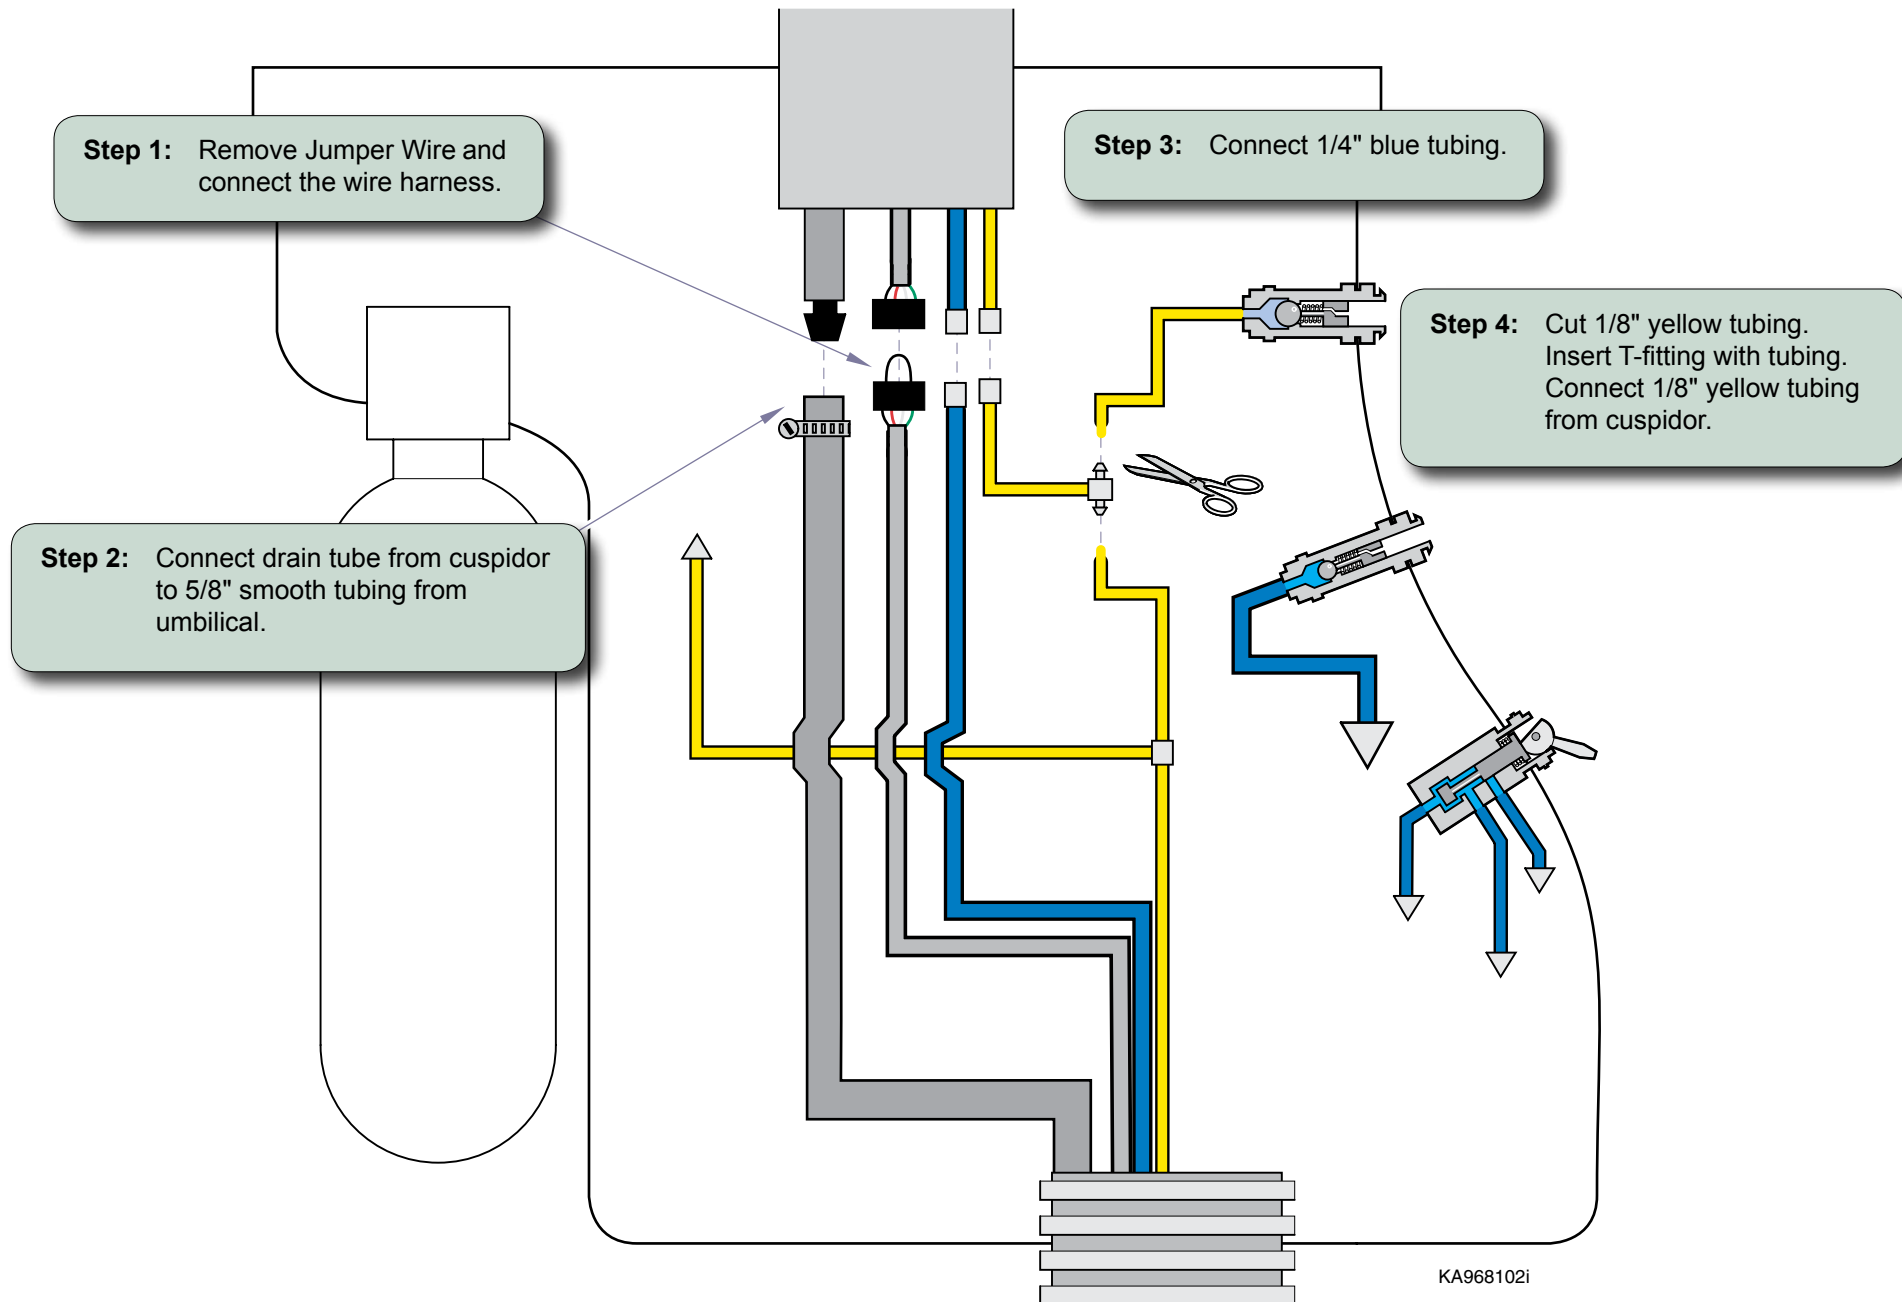 Step 1: Remove Jumper Wire and
connect the wire harness.
Step 3: Connect 1/4" blue tubing.
Step 4: Cut 1/8" yellow tubing.
Insert T-fitting with tubing.
Connect 1/8" yellow tubing
from cuspidor.
Step 2: Connect drain tube from cuspidor
to 5/8" smooth tubing from
umbilical.
KA968102i